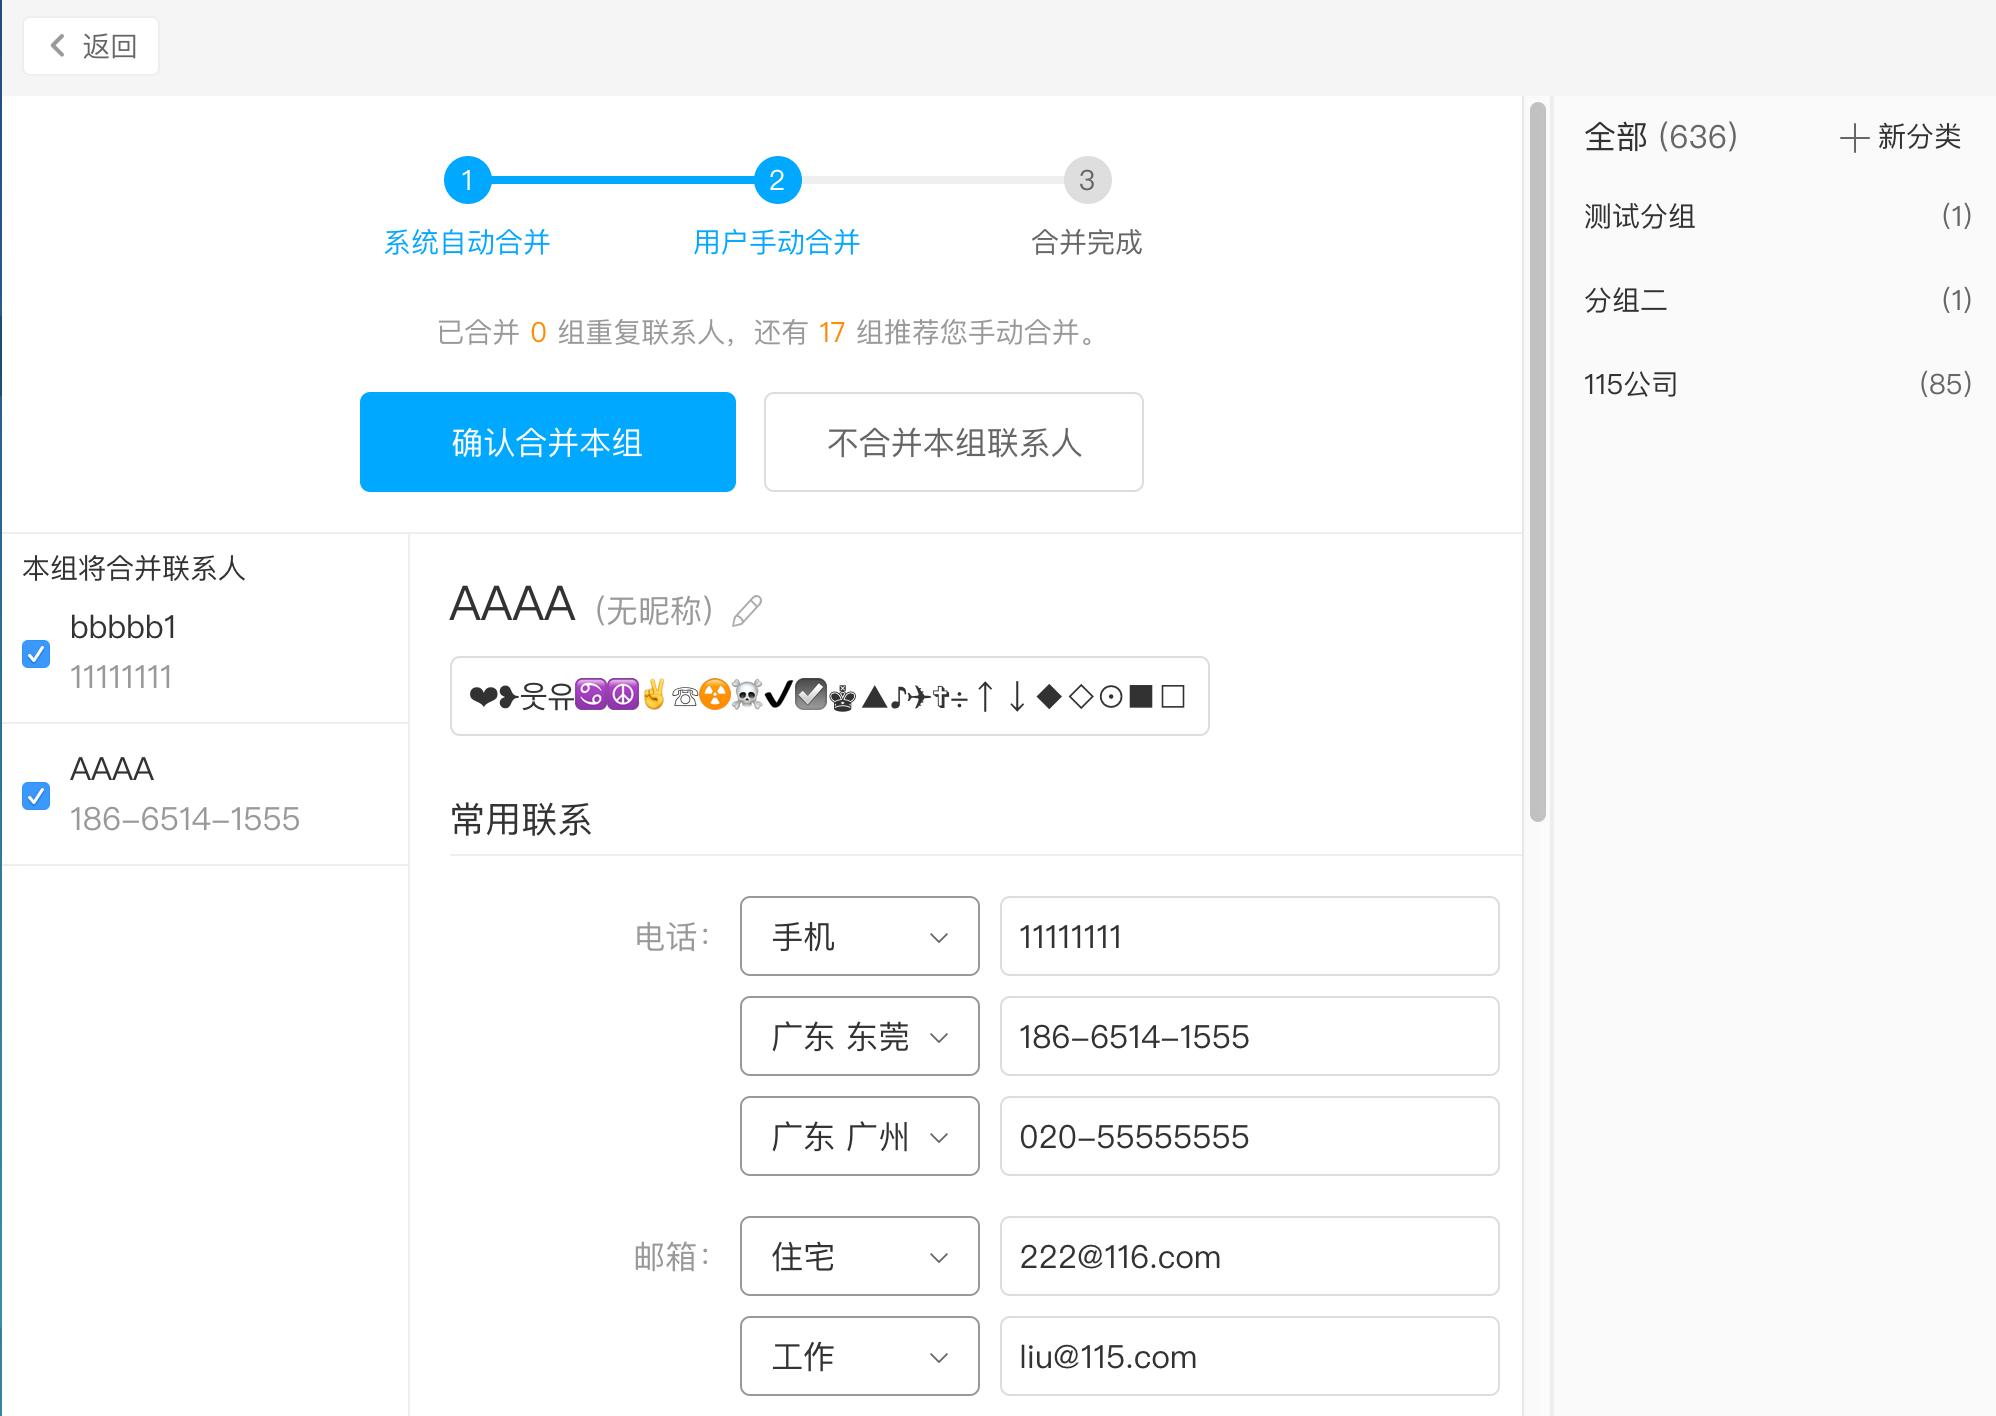 返回
1 2 3
系统自动合并 用户手动合并 合并完成
已合并 0 组重复联系人，还有 17 组推荐您手动合并。
确认合并本组 不合并本组联系人
本组将合并联系人
bbbbb1
11111111
AAAA
186-6514-1555
AAAA (无昵称)
❤❥웃유♋☮✌☏☢☠✔☑♚▲♪✈✞÷↑↓◆◇⊙■□
常用联系
电话： 手机 11111111
广东 东莞 186-6514-1555
广东 广州 020-55555555
邮箱： 住宅 222@116.com
工作 liu@115.com
全部 (636) 新分类
测试分组 (1)
分组二 (1)
115公司 (85)